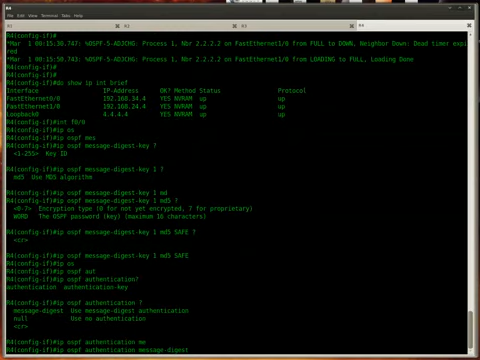 R4
File Edit View Terminal Tabs Help
R1 R2 R3 R4
R4(config-if)#
*Mar 1 00:15:30.747: %OSPF-5-ADJCHG: Process 1, Nbr 2.2.2.2 on FastEthernet1/0 from FULL to DOWN, Neighbor Down: Dead timer expi
red
*Mar 1 00:15:50.743: %OSPF-5-ADJCHG: Process 1, Nbr 2.2.2.2 on FastEthernet1/0 from LOADING to FULL, Loading Done
R4(config-if)#
R4(config-if)#
R4(config-if)#do show ip int brief
Interface IP-Address OK? Method Status Protocol
FastEthernet0/0 192.168.34.4 YES NVRAM up up
FastEthernet1/0 192.168.24.4 YES NVRAM up up
Loopback0 4.4.4.4 YES NVRAM up up
R4(config-if)#int f0/0
R4(config-if)#ip os
R4(config-if)#ip ospf mes
R4(config-if)#ip ospf message-digest-key ?
<1-255> Key ID
R4(config-if)#ip ospf message-digest-key 1 ?
md5 Use MD5 algorithm
R4(config-if)#ip ospf message-digest-key 1 md
R4(config-if)#ip ospf message-digest-key 1 md5 ?
<0-7> Encryption type (0 for not yet encrypted, 7 for proprietary)
WORD The OSPF password (key) (maximum 16 characters)
R4(config-if)#ip ospf message-digest-key 1 md5 SAFE ?
<cr>
R4(config-if)#ip ospf message-digest-key 1 md5 SAFE
R4(config-if)#ip os
R4(config-if)#ip ospf aut
R4(config-if)#ip ospf authentication?
authentication authentication-key
R4(config-if)#ip ospf authentication ?
message-digest Use message-digest authentication
null Use no authentication
<cr>
R4(config-if)#ip ospf authentication me
R4(config-if)#ip ospf authentication message-digest